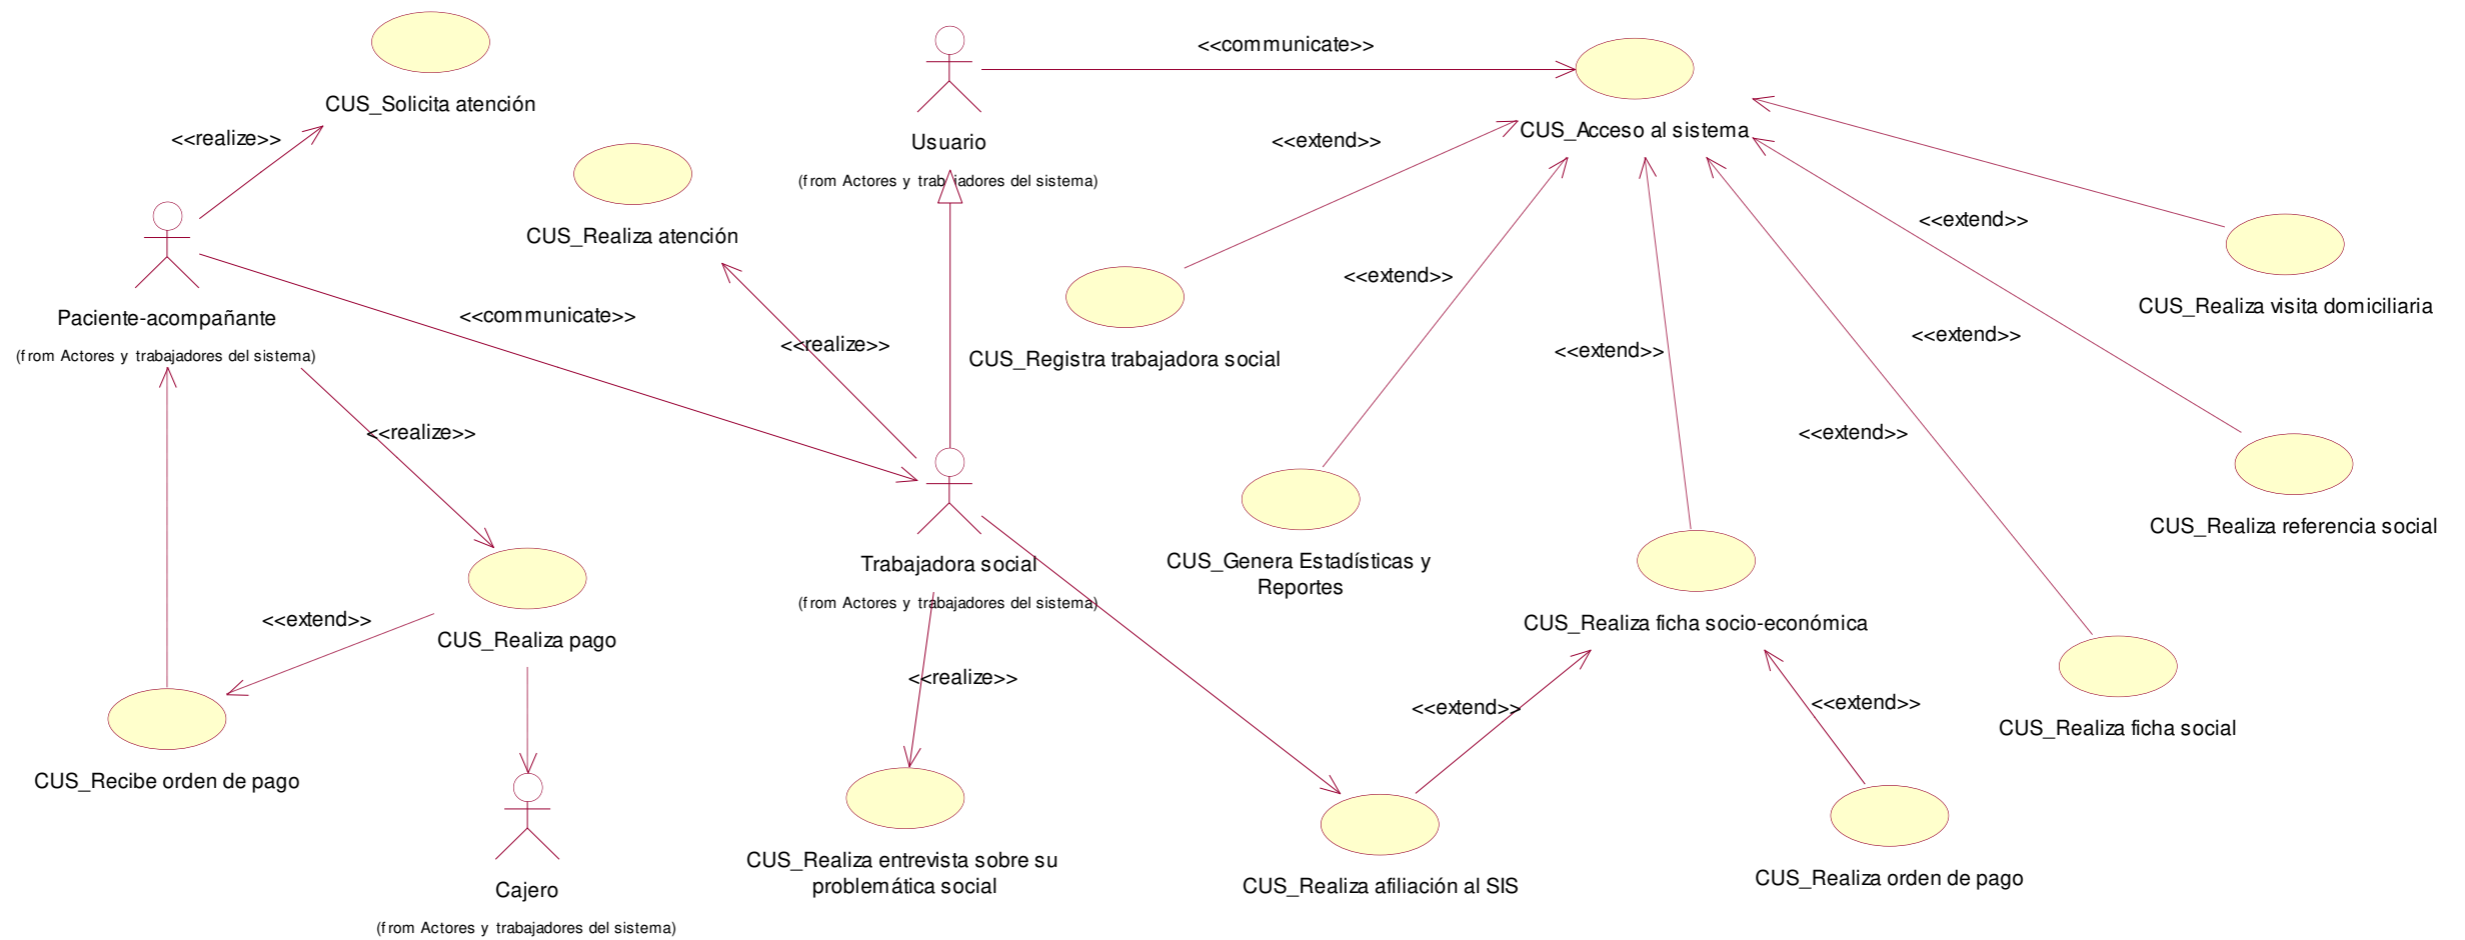 <<communicate>>
CUS_Solicita atención
<<realize>>
Usuario
(from Actores y trabajadores del sistema)
<<extend>>
CUS_Acceso al sistema
CUS_Realiza atención
<<extend>>
<<extend>>
CUS_Realiza visita domiciliaria
Paciente-acompañante
(from Actores y trabajadores del sistema)
<<communicate>>
<<realize>>
CUS_Registra trabajadora social
<<extend>>
<<extend>>
<<realize>>
<<extend>>
CUS_Realiza referencia social
Trabajadora social
(from Actores y trabajadores del sistema)
CUS_Genera Estadísticas y
Reportes
CUS_Realiza ficha socio-económica
<<extend>>
CUS_Realiza pago
<<realize>>
<<extend>>
<<extend>>
CUS_Realiza ficha social
CUS_Recibe orden de pago
Cajero
(from Actores y trabajadores del sistema)
CUS_Realiza entrevista sobre su
problemática social
CUS_Realiza afiliación al SIS
CUS_Realiza orden de pago